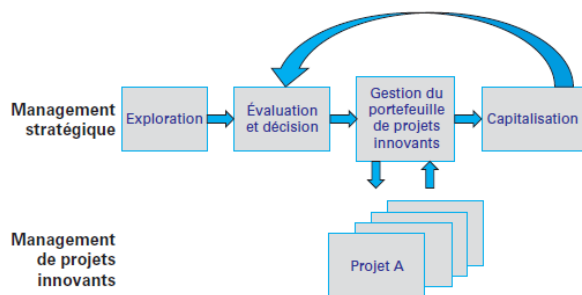 Management
stratégique
Exploration
Évaluation
et décision
Gestion du
portefeuille
de projets
innovants
Capitalisation
Management
de projets
innovants
Projet A